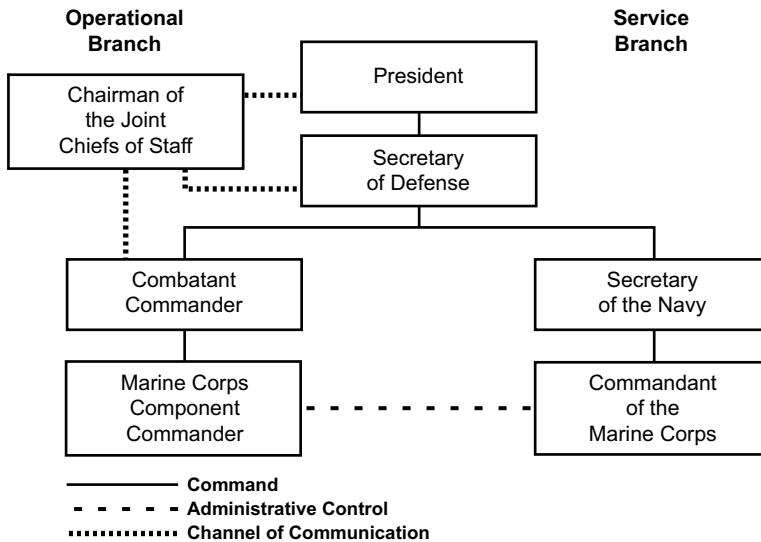 Operational
Branch
Service
Branch
President
Chairman of
the Joint
Chiefs of Staff
Secretary
of Defense
Combatant
Commander
Secretary
of the Navy
Marine Corps
Component
Commander
Commandant
of the
Marine Corps
Command
Administrative Control
Channel of Communication